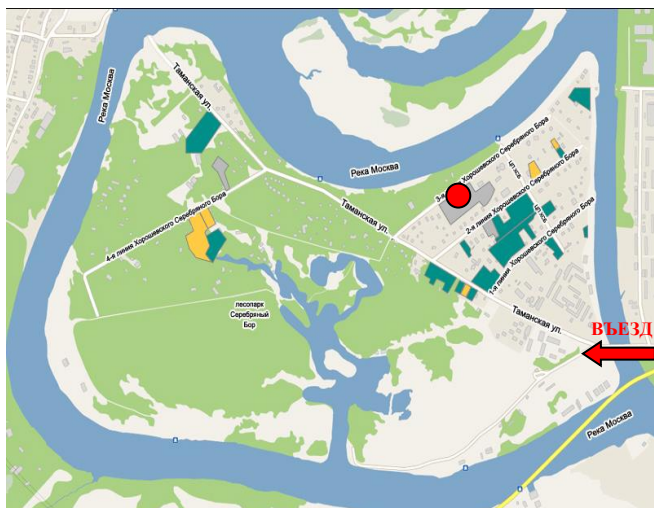 Таманская ул.
Река Москва
Река Москва
3-я линия Хорошевского Серебряного Бора
2-я линия Хорошевского Серебряного Бора
Таманская ул.
4-я линия Хорошевского Серебряного Бора
1-я линия Хорошевского Серебряного Бора
лесопарк
Серебряный
Бор
Таманская ул.
ВЪЕЗД
Река Москва